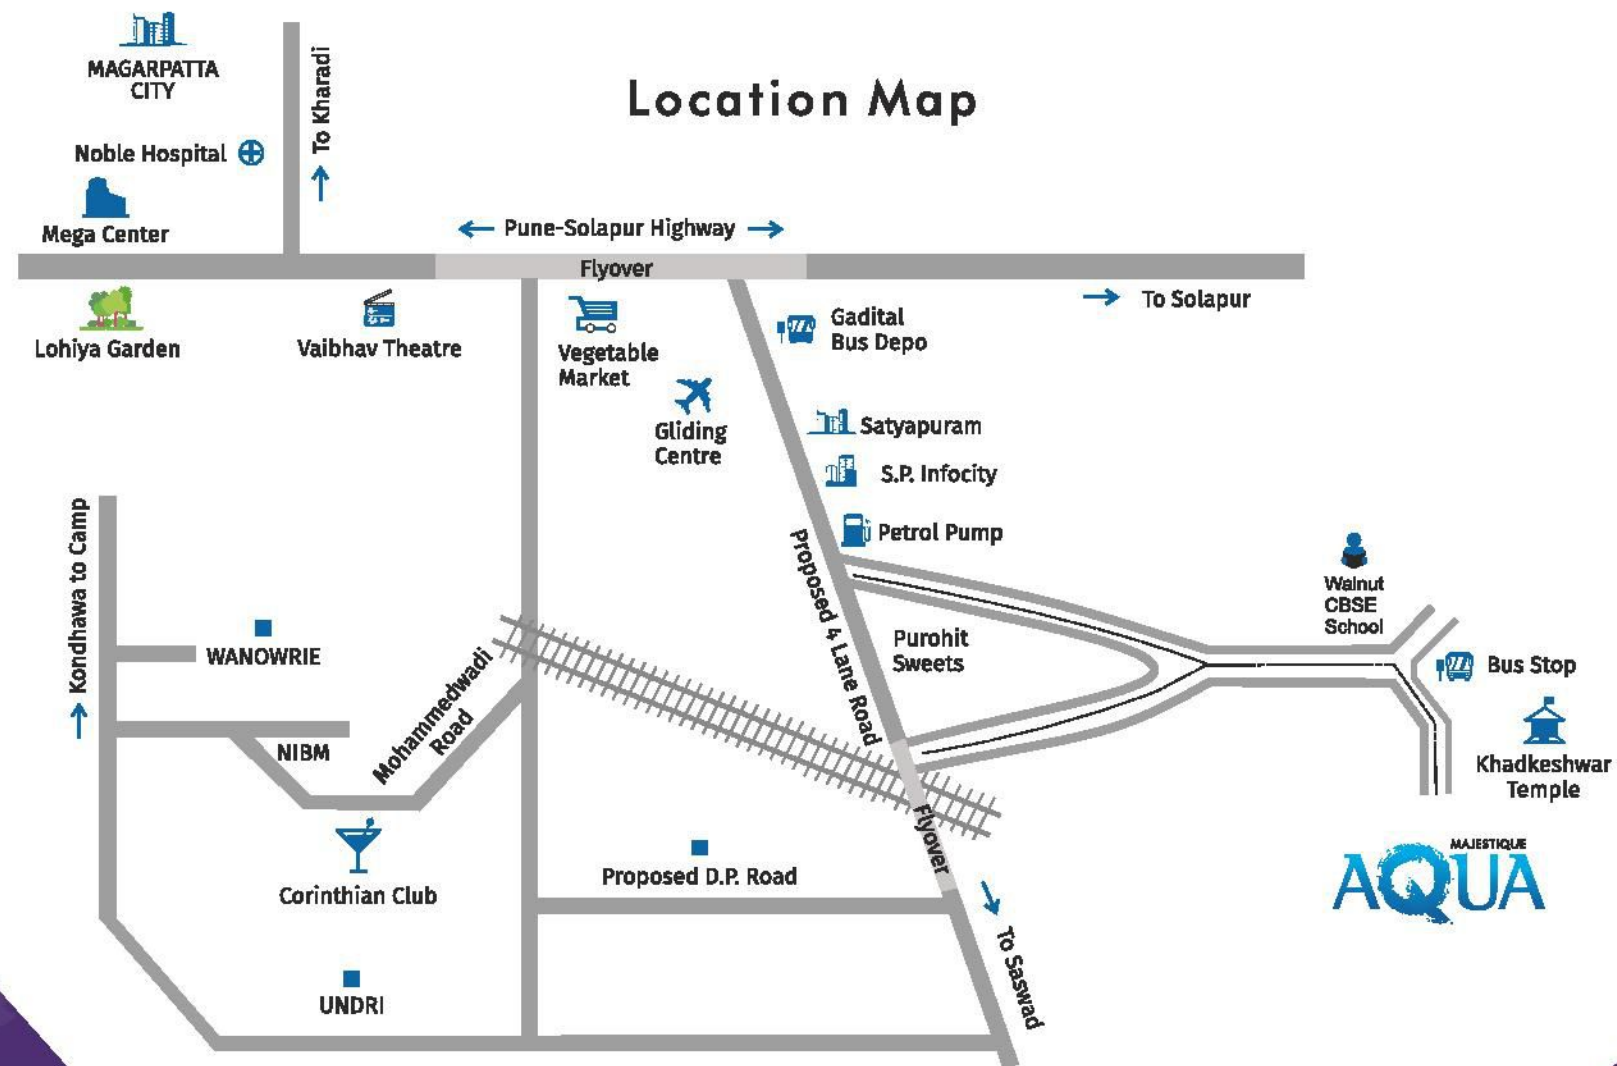 MAGARPATTA
CITY
To Kharadi
Location Map
Noble Hospital
Mega Center
Pune-Solapur Highway
Flyover
To Solapur
Lohiya Garden
Vaibhav Theatre
Vegetable
Market
Gadital
Bus Depo
Gliding
Centre
Satyapuram
S.P. Infocity
Petrol Pump
Kondhawa to Camp
WANOWRIE
Mohammedwadi
Road
NIBM
Proposed 4 Lane Road
Purohit
Sweets
Walnut
CBSE
School
Bus Stop
Khadkeshwar
Temple
Corinthian Club
Proposed D.P. Road
Flyover
MAJESTIQUE
AQUA
To Saswad
UNDRI